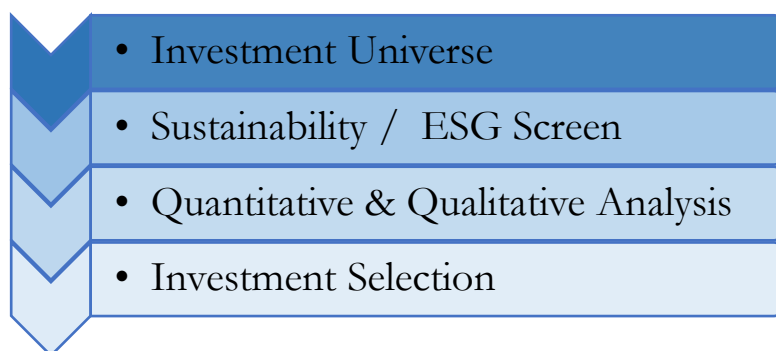 • Investment Universe
• Sustainability / ESG Screen
• Quantitative & Qualitative Analysis
• Investment Selection